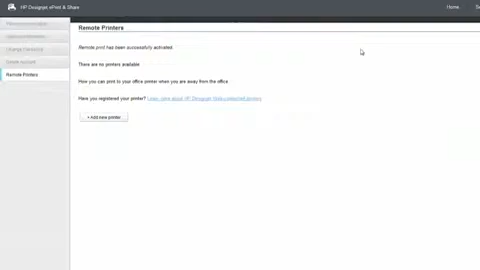 HP Designjet ePrint & Share
Home
Change Password
Remote Printers
Remote Printers
Remote print has been successfully activated.
There are no printers available
How you can print to your office printer when you are away from the office
Have you registered your printer? Learn more about HP Designjet Web-connected printers
+ Add new printer